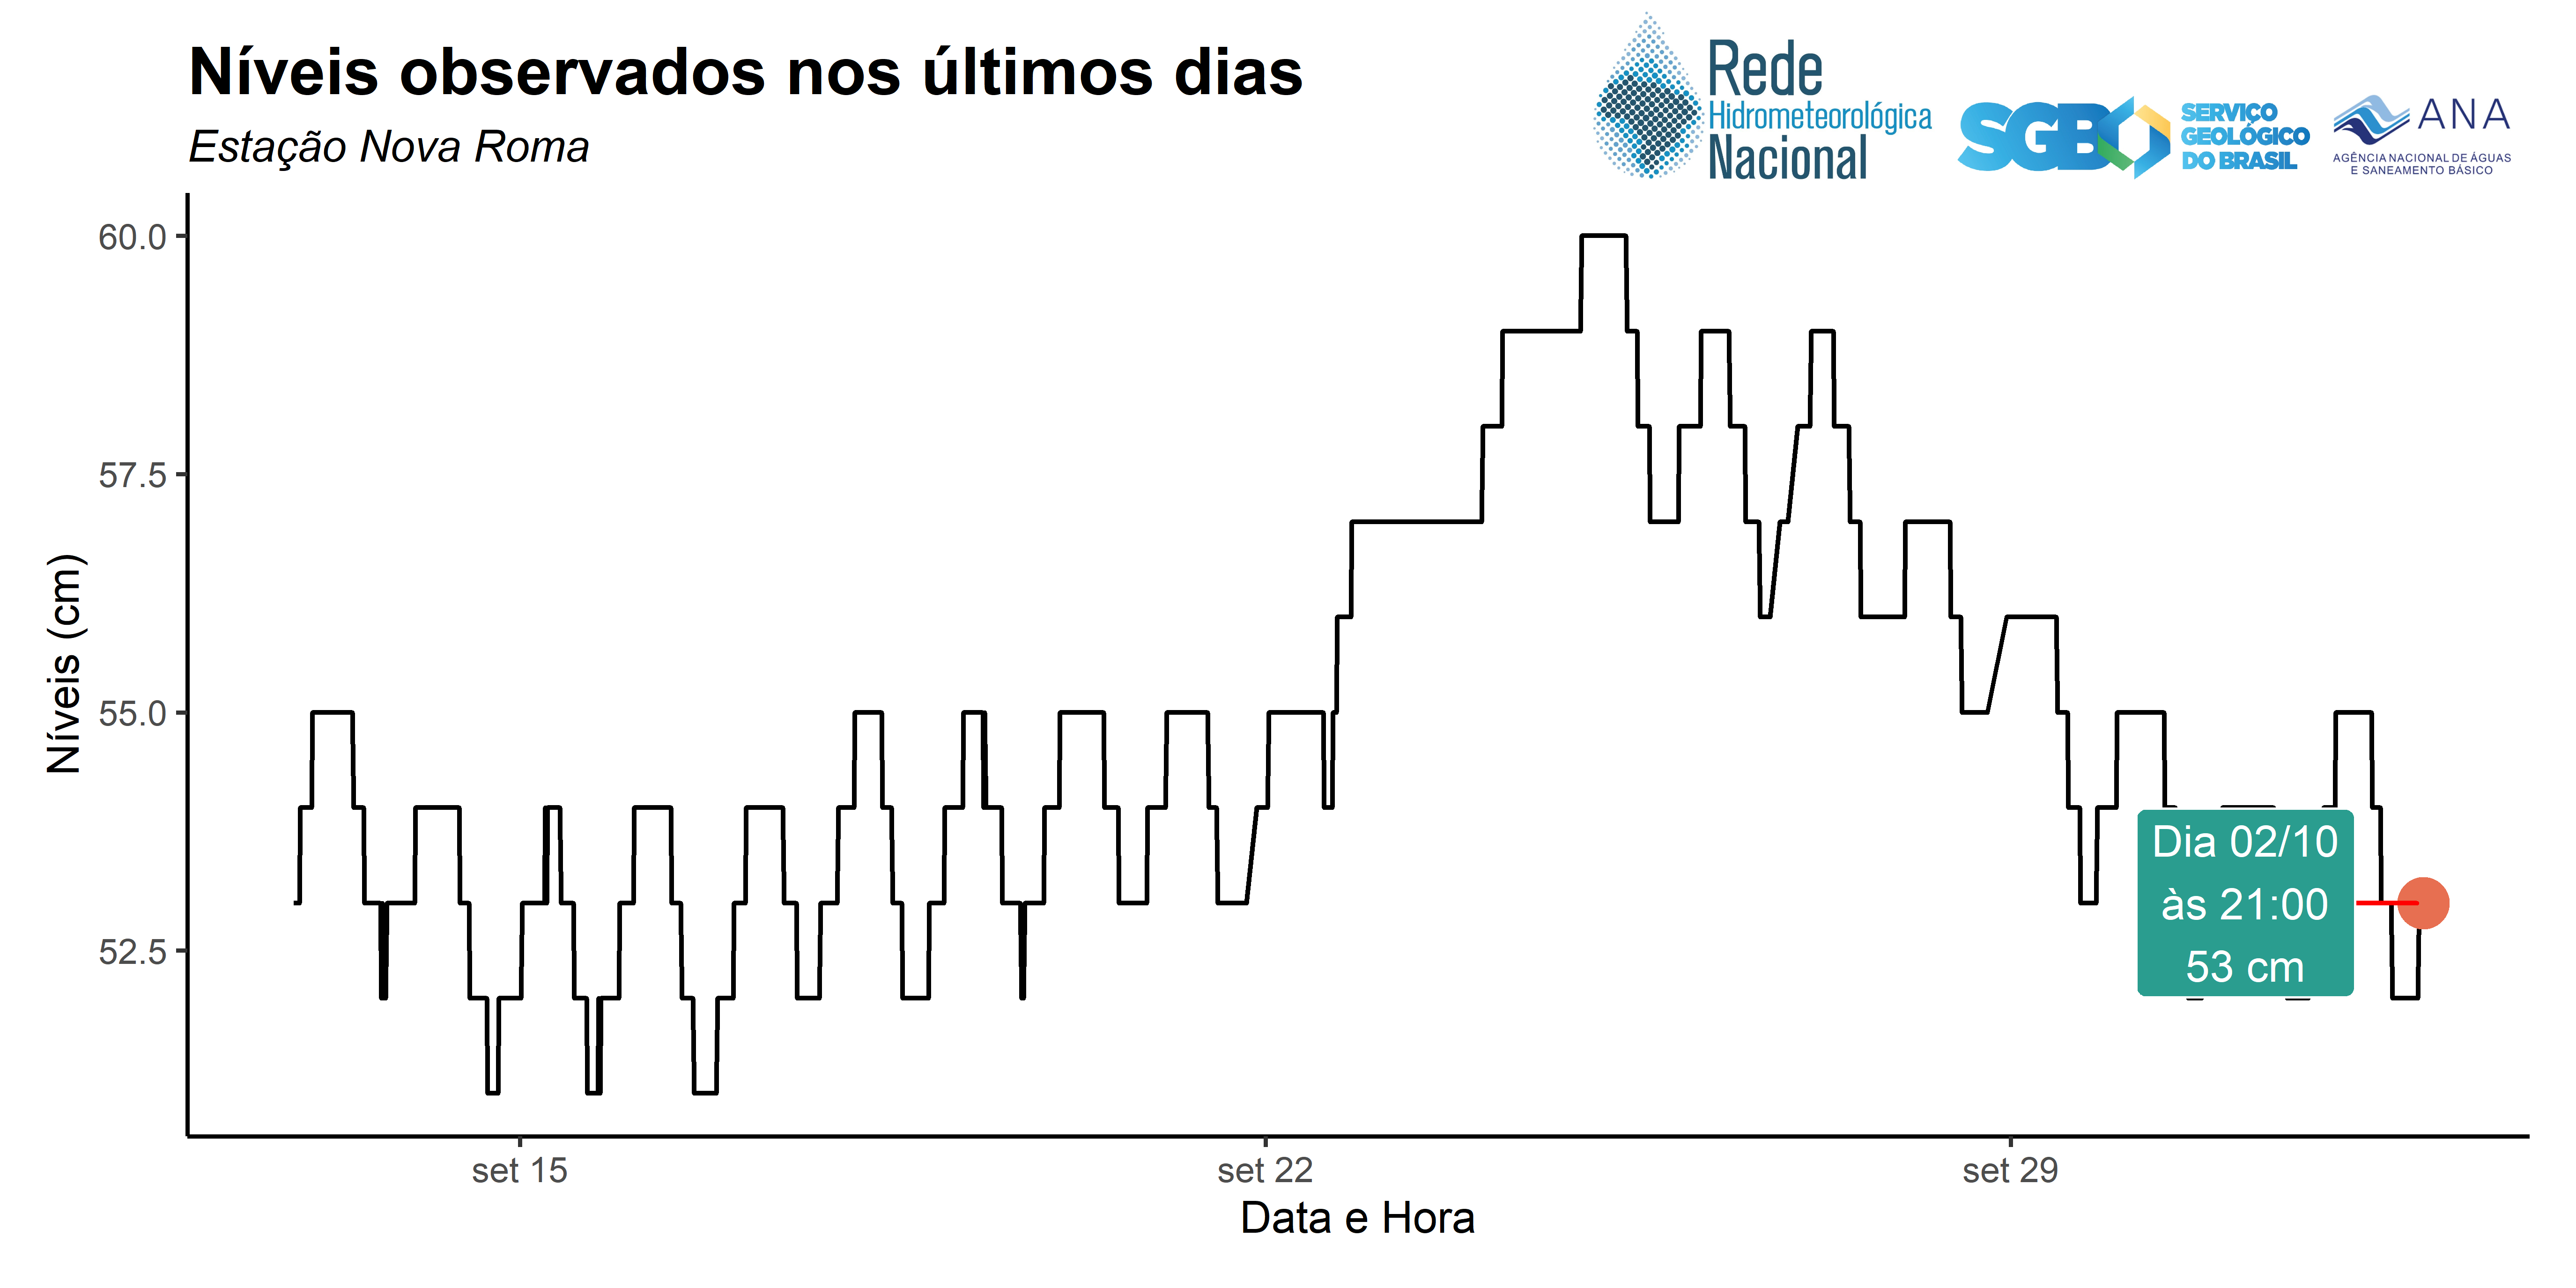 Níveis observados nos últimos dias
Estação Nova Roma
Rede
Hidrometeorológica
Nacional
SGB
SERVIÇO
GEOLÓGICO
DO BRASIL
ANA
AGÊNCIA NACIONAL DE ÁGUAS
E SANEAMENTO BÁSICO
Níveis (cm)
60.0
57.5
55.0
52.5
Dia 02/10
às 21:00
53 cm
set 15
set 22
set 29
Data e Hora